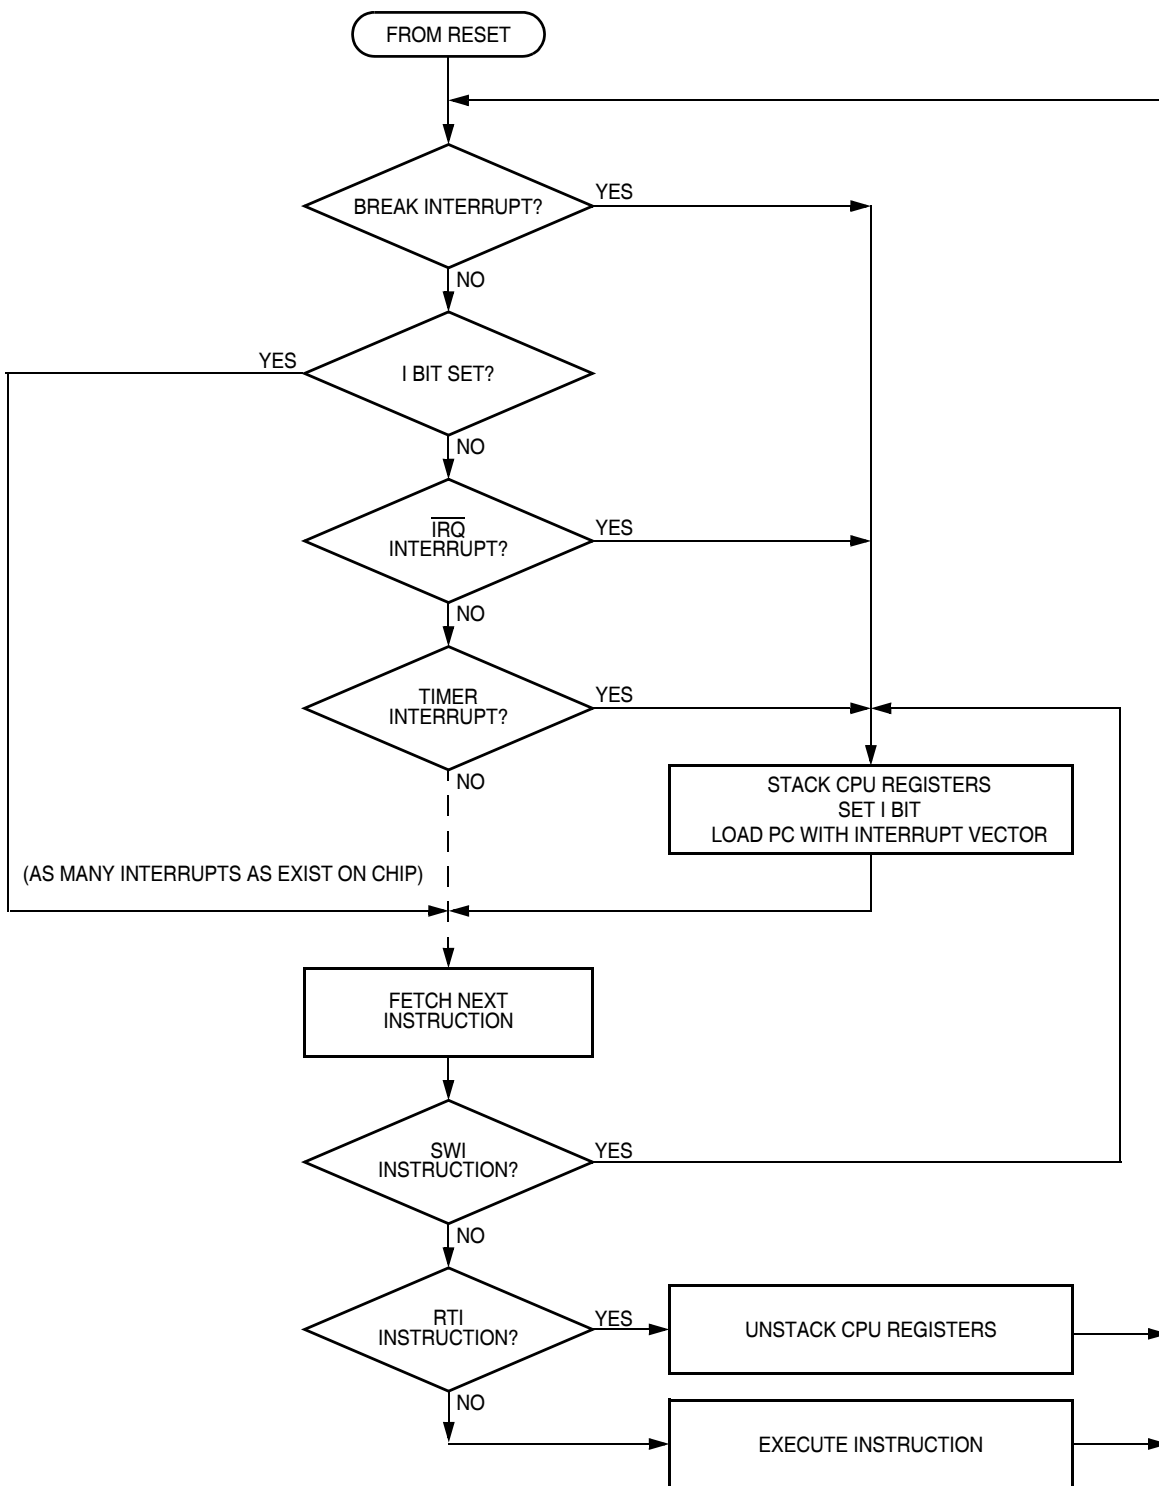 FROM RESET
BREAK INTERRUPT?
YES
NO
YES
I BIT SET?
NO
IRQ
INTERRUPT?
YES
NO
TIMER
INTERRUPT?
YES
NO
STACK CPU REGISTERS
SET I BIT
LOAD PC WITH INTERRUPT VECTOR
(AS MANY INTERRUPTS AS EXIST ON CHIP)
FETCH NEXT
INSTRUCTION
SWI
INSTRUCTION?
YES
NO
RTI
INSTRUCTION?
YES
UNSTACK CPU REGISTERS
NO
EXECUTE INSTRUCTION